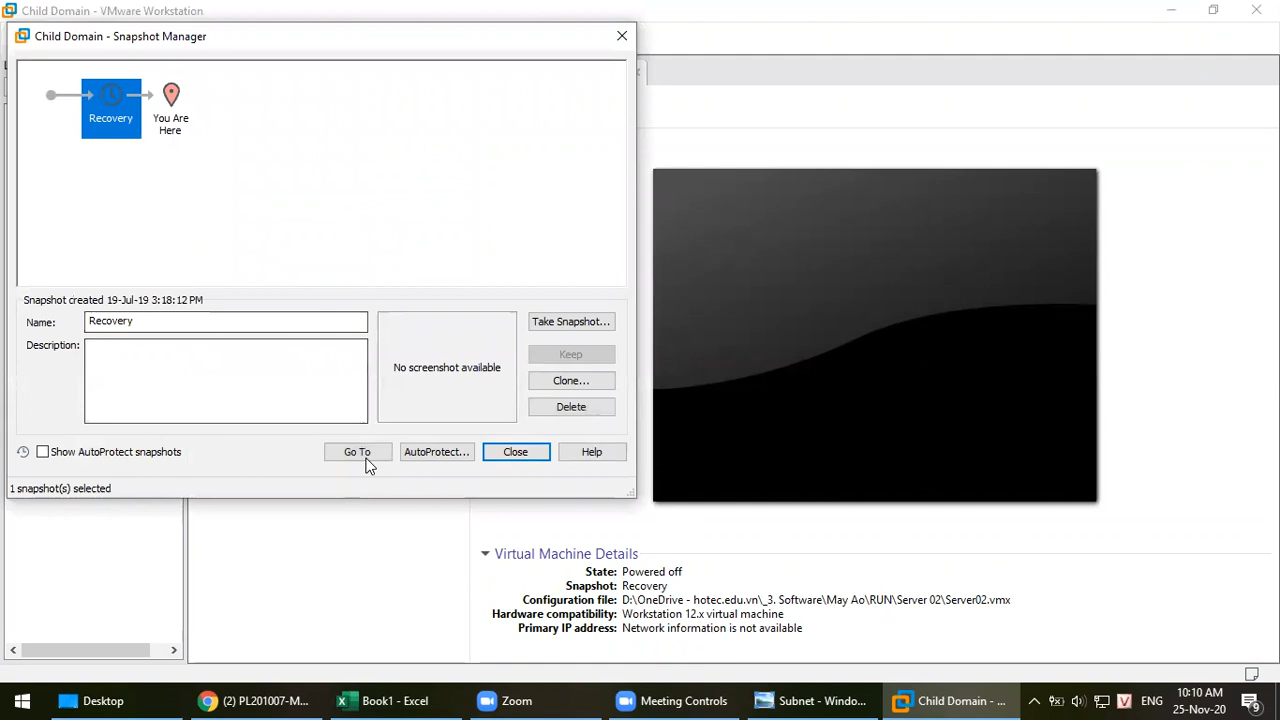 Child Domain - VMware Workstation
Child Domain - Snapshot Manager
Recovery
You Are
Here
Snapshot created 19-Jul-19 3:18:12 PM
Name:
Recovery
Take Snapshot...
Description:
No screenshot available
Keep
Clone...
Delete
Show AutoProtect snapshots
Go To
AutoProtect...
Close
Help
1 snapshot(s) selected
Virtual Machine Details
State: Powered off
Snapshot: Recovery
Configuration file: D:\OneDrive - hotec.edu.vn\_3. Software\May Ao\RUN\Server 02\Server02.vmx
Hardware compatibility: Workstation 12.x virtual machine
Primary IP address: Network information is not available
Desktop
(2) PL201007-M...
Book1 - Excel
Zoom
Meeting Controls
Subnet - Windo...
Child Domain - ...
V
ENG
10:10 AM
25-Nov-20
9